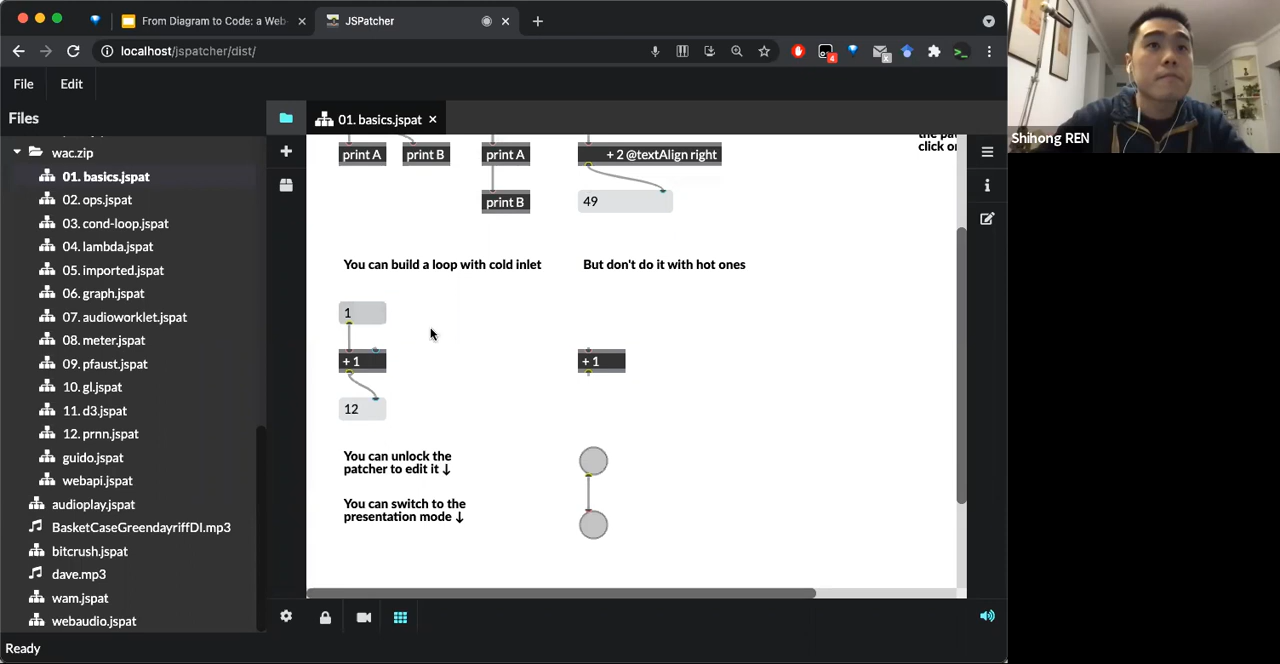 From Diagram to Code: a Web-
JSPatcher
localhost/jspatcher/dist/
4
x
File
Edit
Files
wac.zip
01. basics.jspat
02. ops.jspat
03. cond-loop.jspat
04. lambda.jspat
05. imported.jspat
06. graph.jspat
07. audioworklet.jspat
08. meter.jspat
09. pfaust.jspat
10. gl.jspat
11. d3.jspat
12. prnn.jspat
guido.jspat
webapi.jspat
audioplay.jspat
BasketCaseGreendayriffDI.mp3
bitcrush.jspat
dave.mp3
wam.jspat
webaudio.jspat
Ready
01. basics.jspat
print A
print B
print A
+ 2 @textAlign right
print B
49
click on
You can build a loop with cold inlet
But don't do it with hot ones
1
+ 1
+ 1
12
You can unlock the
patcher to edit it ↓
You can switch to the
presentation mode ↓
Shihong REN